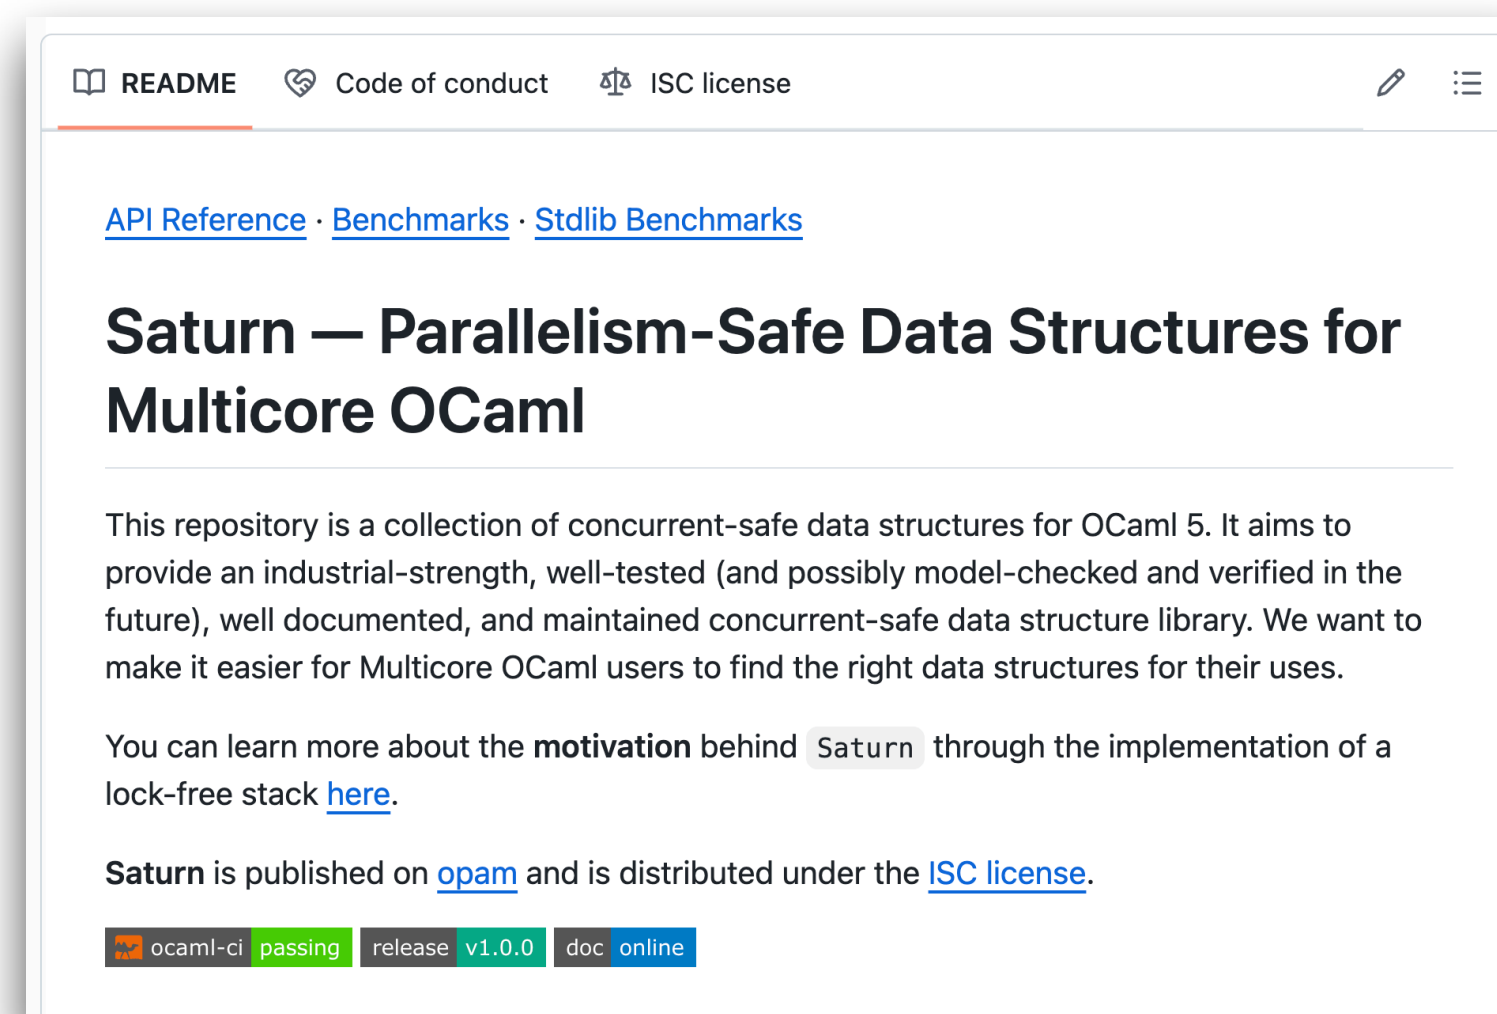 README Code of conduct ISC license
API Reference · Benchmarks · Stdlib Benchmarks
Saturn — Parallelism-Safe Data Structures for
Multicore OCaml
This repository is a collection of concurrent-safe data structures for OCaml 5. It aims to
provide an industrial-strength, well-tested (and possibly model-checked and verified in the
future), well documented, and maintained concurrent-safe data structure library. We want to
make it easier for Multicore OCaml users to find the right data structures for their uses.
You can learn more about the motivation behind Saturn through the implementation of a
lock-free stack here.
Saturn is published on opam and is distributed under the ISC license.
ocaml-ci passing release v1.0.0 doc online